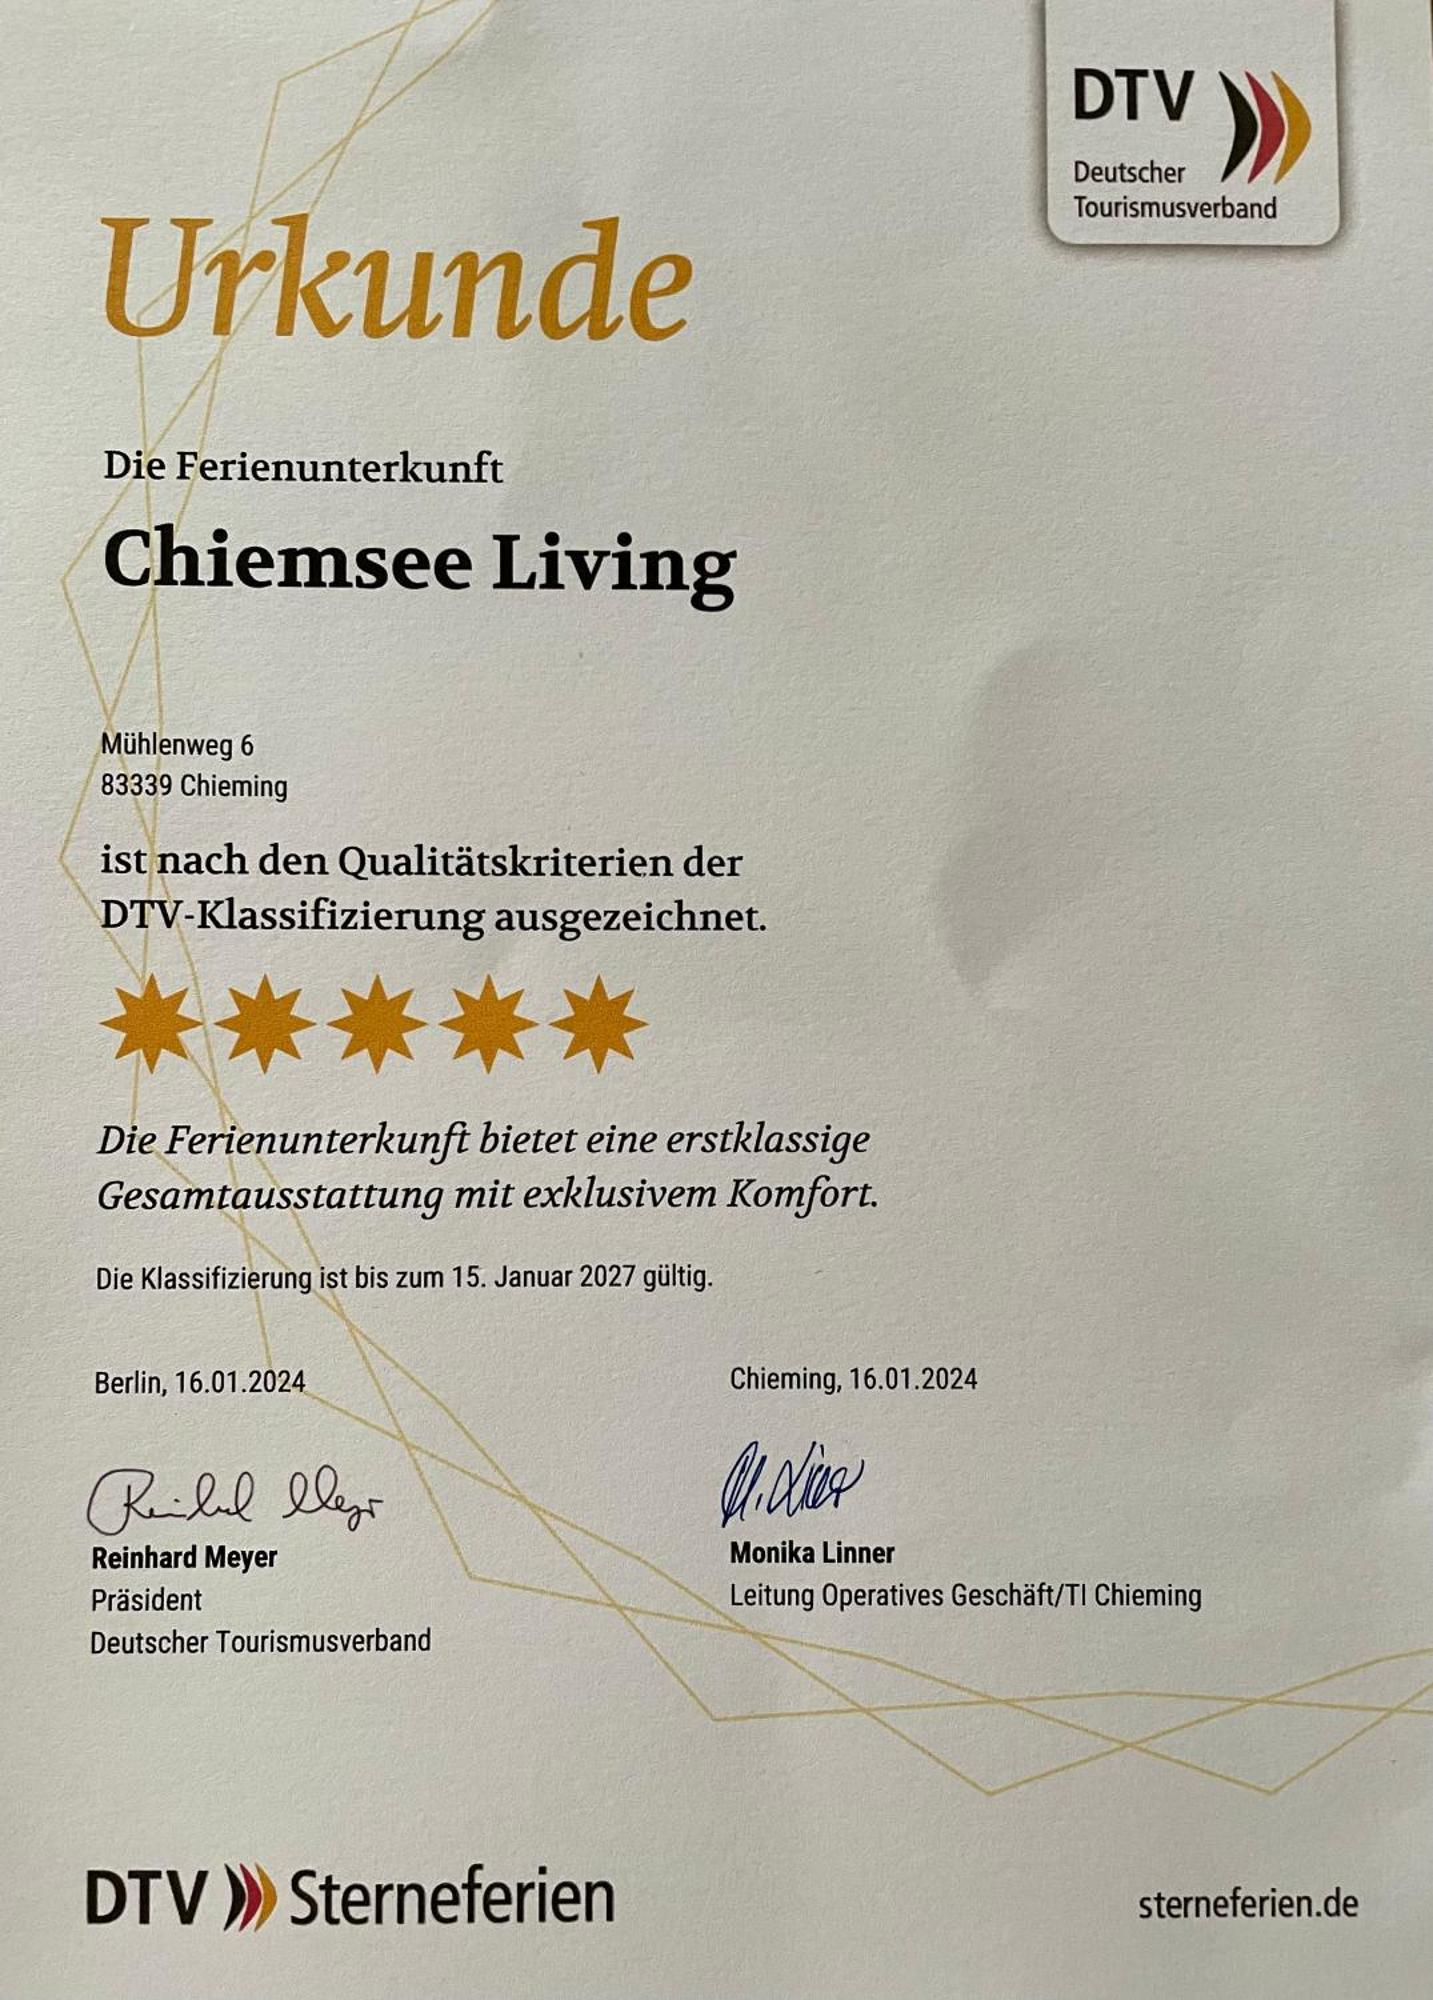 DTV
Deutscher
Tourismusverband
Urkunde
Die Ferienunterkunft
Chiemsee Living
Mühlenweg 6
83339 Chieming
ist nach den Qualitätskriterien der
DTV-Klassifizierung ausgezeichnet.
Die Ferienunterkunft bietet eine erstklassige
Gesamtausstattung mit exklusivem Komfort.
Die Klassifizierung ist bis zum 15. Januar 2027 gültig.
Berlin, 16.01.2024
Chieming, 16.01.2024
Reinhard Meyer
M. Linner
Reinhard Meyer
Präsident
Deutscher Tourismusverband
Monika Linner
Leitung Operatives Geschäft/TI Chieming
DTV Sterneferien
sterneferien.de